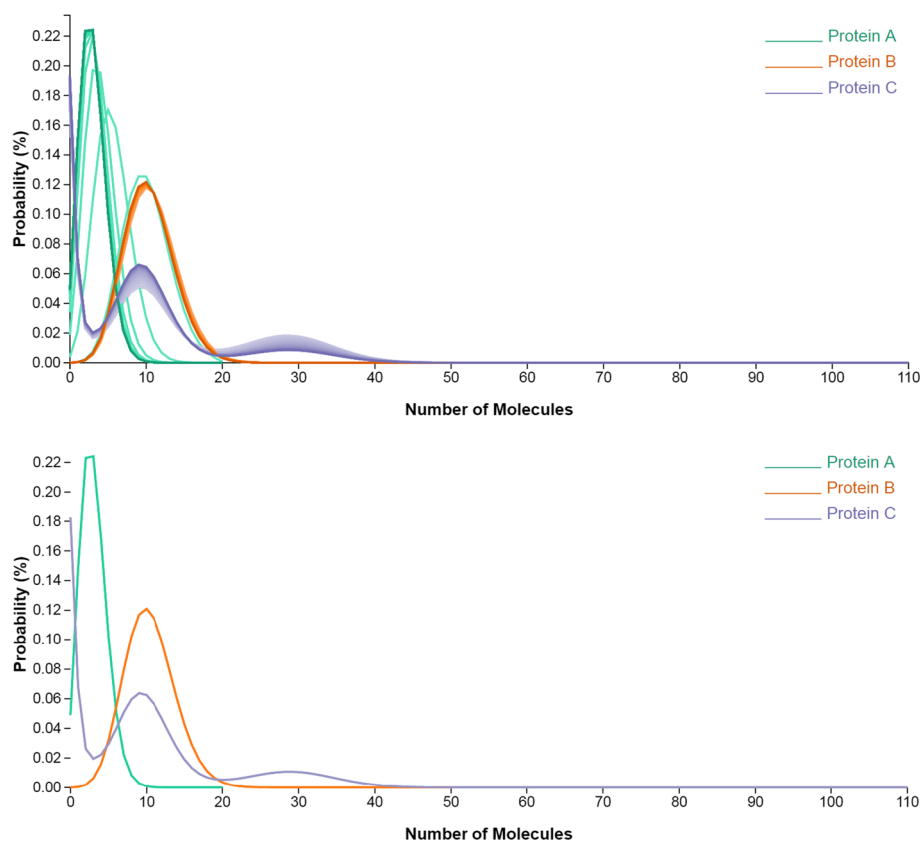 0.22
0.20
0.18
0.16
0.14
0.12
0.10
0.08
0.06
0.04
0.02
0.00
Probability (%)
Protein A
Protein B
Protein C
0 10 20 30 40 50 60 70 80 90 100 110
Number of Molecules
0.22
0.20
0.18
0.16
0.14
0.12
0.10
0.08
0.06
0.04
0.02
0.00
Probability (%)
Protein A
Protein B
Protein C
0 10 20 30 40 50 60 70 80 90 100 110
Number of Molecules